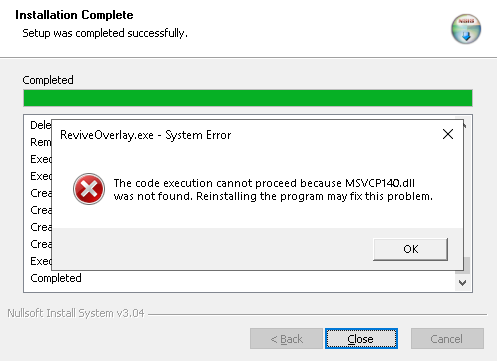 Installation Complete
Setup was completed successfully.
Completed
Dele
Rem
Exec
Crea
Crea
Crea
Crea
Exec
Completed
ReviveOverlay.exe - System Error
The code execution cannot proceed because MSVCP140.dll
was not found. Reinstalling the program may fix this problem.
OK
Nullsoft Install System v3.04
< Back
Close
Cancel